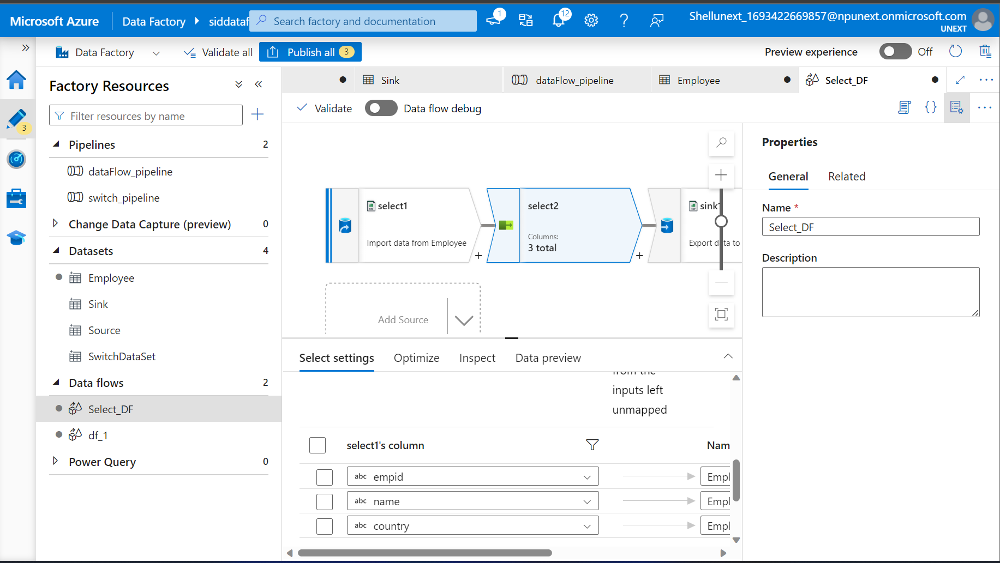 Microsoft Azure
Data Factory
siddataf
Search factory and documentation
1
12
Shellunext_1693422669857@npunext.onmicrosoft.com
UNEXT
Data Factory
Validate all
Publish all
3
Preview experience
Off
3
Factory Resources
Filter resources by name
Pipelines
2
dataFlow_pipeline
switch_pipeline
Change Data Capture (preview)
0
Datasets
4
Employee
Sink
Source
SwitchDataSet
Data flows
2
Select_DF
df_1
Power Query
0
Sink
dataFlow_pipeline
Employee
Select_DF
Validate
Data flow debug
select1
Import data from Employee
select2
Columns:
3 total
sink1
Export data to
Add Source
Select settings
Optimize
Inspect
Data preview
from the
inputs left
unmapped
select1's column
Nam
abc empid
Empl
abc name
Empl
abc country
Empl
Properties
General
Related
Name *
Select_DF
Description